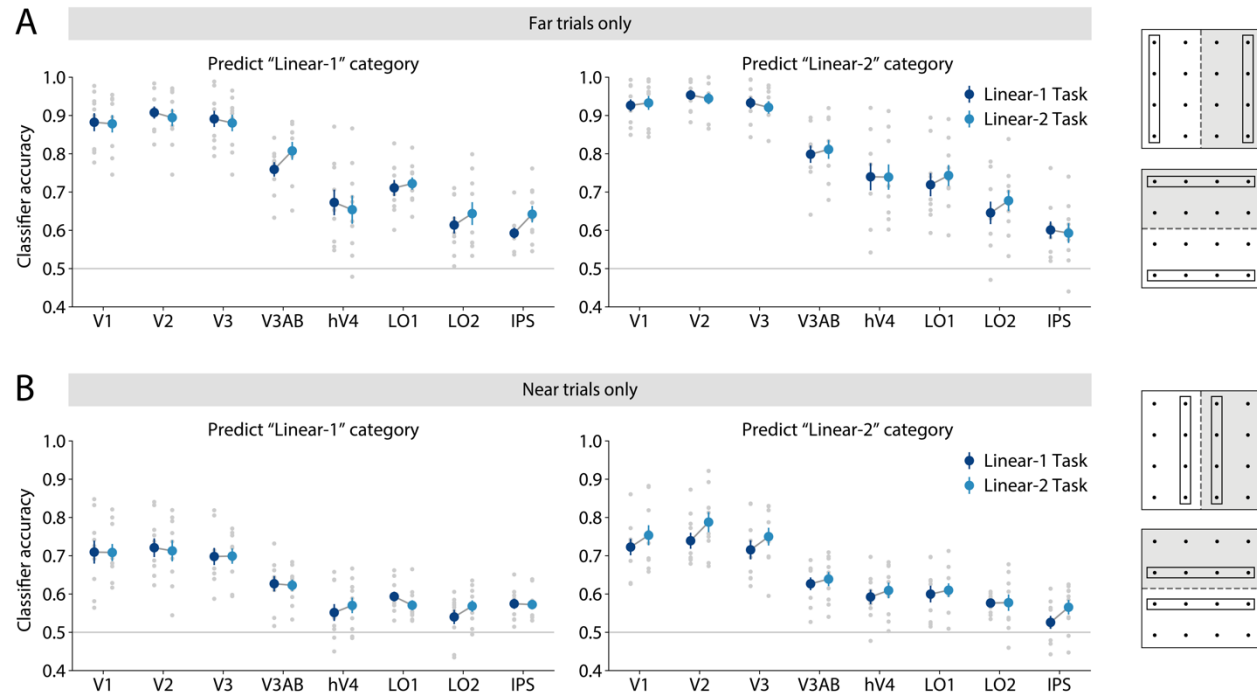 A
Far trials only
Predict “Linear-1” category
Predict “Linear-2” category
Classifier accuracy
1.0
0.9
0.8
0.7
0.6
0.5
0.4
V1 V2 V3 V3AB hV4 LO1 LO2 IPS
1.0
0.9
0.8
0.7
0.6
0.5
0.4
Linear-1 Task
Linear-2 Task
V1 V2 V3 V3AB hV4 LO1 LO2 IPS
B
Near trials only
Predict “Linear-1” category
Predict “Linear-2” category
Classifier accuracy
1.0
0.9
0.8
0.7
0.6
0.5
0.4
V1 V2 V3 V3AB hV4 LO1 LO2 IPS
1.0
0.9
0.8
0.7
0.6
0.5
0.4
Linear-1 Task
Linear-2 Task
V1 V2 V3 V3AB hV4 LO1 LO2 IPS